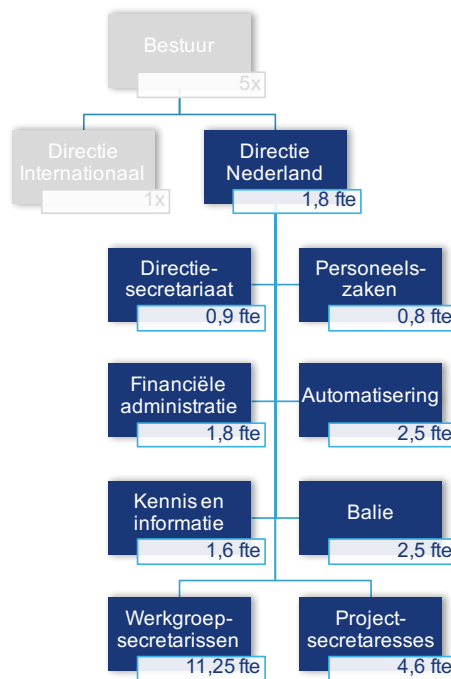 Bestuur
5x
Directie
Internationaal
1x
Directie
Nederland
1,8 fte
Directie-
secretariaat
0,9 fte
Personeels-
zaken
0,8 fte
Financiële
administratie
1,8 fte
Automatisering
2,5 fte
Kennis en
informatie
1,6 fte
Balie
2,5 fte
Werkgroep-
secretarissen
11,25 fte
Project-
secretaresses
4,6 fte